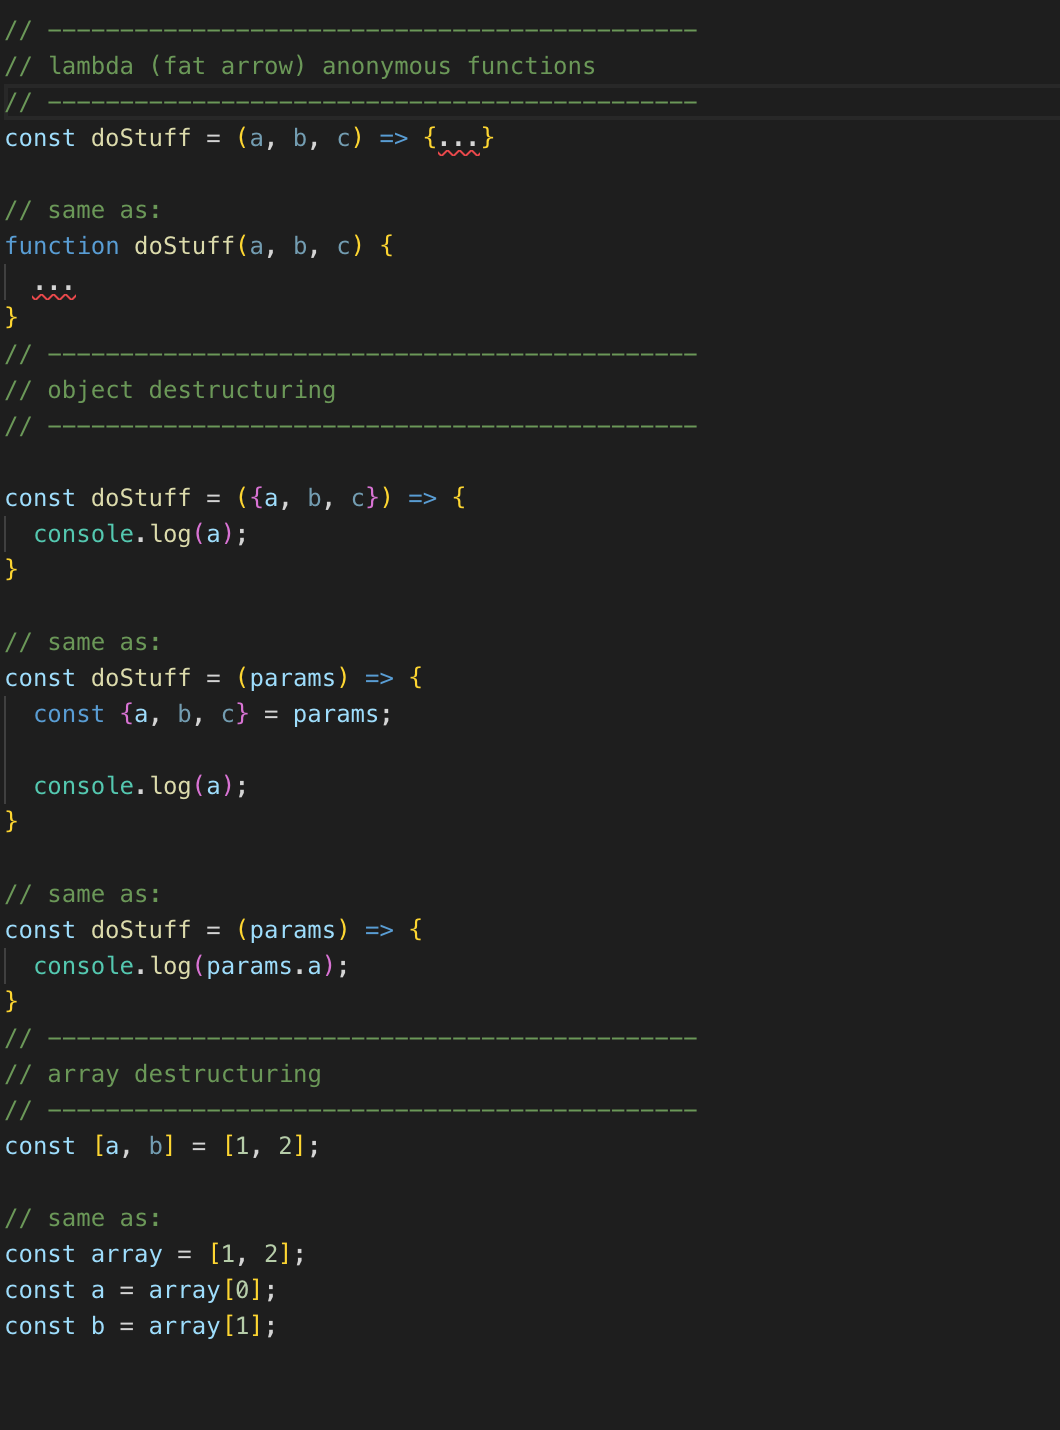 // ---------------------------------------------
// lambda (fat arrow) anonymous functions
// ---------------------------------------------
const doStuff = (a, b, c) => {...}
// same as:
function doStuff(a, b, c) {
  ...
}
// ---------------------------------------------
// object destructuring
// ---------------------------------------------
const doStuff = ({a, b, c}) => {
  console.log(a);
}
// same as:
const doStuff = (params) => {
  const {a, b, c} = params;
  console.log(a);
}
// same as:
const doStuff = (params) => {
  console.log(params.a);
}
// ---------------------------------------------
// array destructuring
// ---------------------------------------------
const [a, b] = [1, 2];
// same as:
const array = [1, 2];
const a = array[0];
const b = array[1];